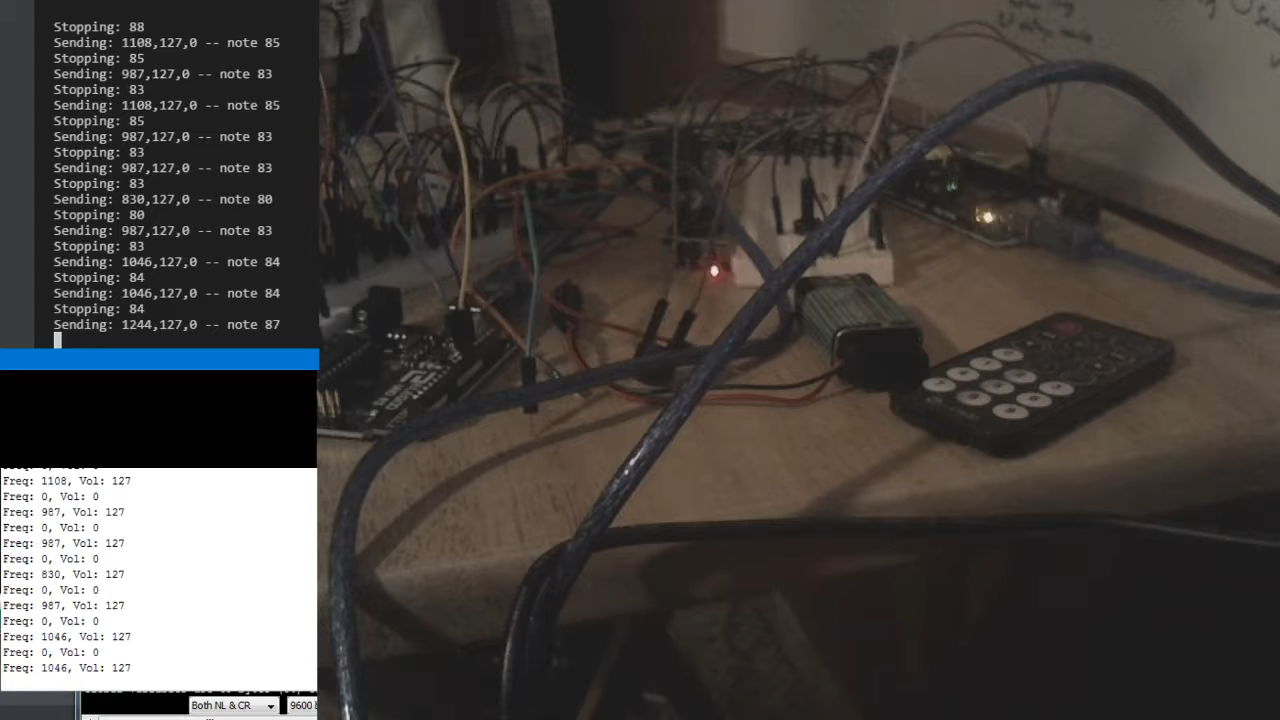 Stopping: 88
Sending: 1108,127,0 -- note 85
Stopping: 85
Sending: 987,127,0 -- note 83
Stopping: 83
Sending: 1108,127,0 -- note 85
Stopping: 85
Sending: 987,127,0 -- note 83
Stopping: 83
Sending: 987,127,0 -- note 83
Stopping: 83
Sending: 830,127,0 -- note 80
Stopping: 80
Sending: 987,127,0 -- note 83
Stopping: 83
Sending: 1046,127,0 -- note 84
Stopping: 84
Sending: 1046,127,0 -- note 84
Stopping: 84
Sending: 1244,127,0 -- note 87
Freq: 1108, Vol: 127
Freq: 0, Vol: 0
Freq: 987, Vol: 127
Freq: 0, Vol: 0
Freq: 987, Vol: 127
Freq: 0, Vol: 0
Freq: 830, Vol: 127
Freq: 0, Vol: 0
Freq: 987, Vol: 127
Freq: 0, Vol: 0
Freq: 1046, Vol: 127
Freq: 0, Vol: 0
Freq: 1046, Vol: 127
Both NL & CR
9600